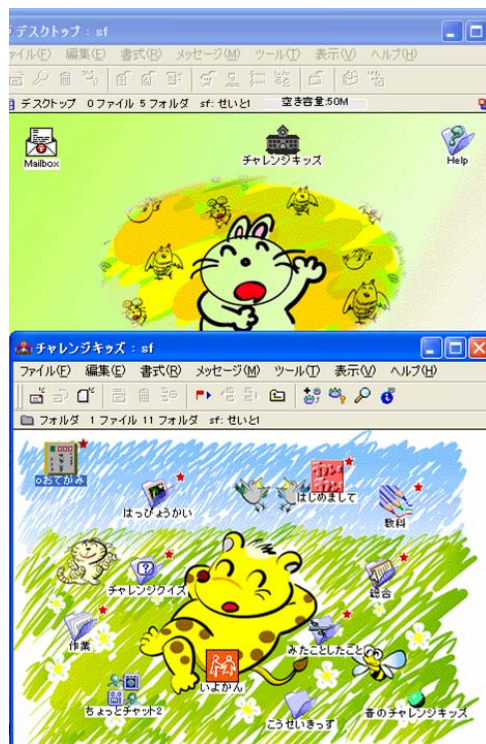 デスクトップ : sf
ァイル(F) 編集(E) 書式(R) メッセージ(M) ツール(T) 表示(V) ヘルプ(H)
デスクトップ 0ファイル 5フォルダ sf: せいと1 空き容量:50M
Mailbox
チャレンジキッズ
Help
チャレンジキッズ : sf
ファイル(F) 編集(E) 書式(R) メッセージ(M) ツール(T) 表示(V) ヘルプ(H)
フォルダ 1ファイル 11フォルダ sf: せいと1
oおてがみ
はっぴょうかい
はじめまして
教科
チャレンジクイズ
総合
作業
みたことしたこと
いよかん
ちょっとチャット2
こうせいきっず
昔のチャレンジキッズ